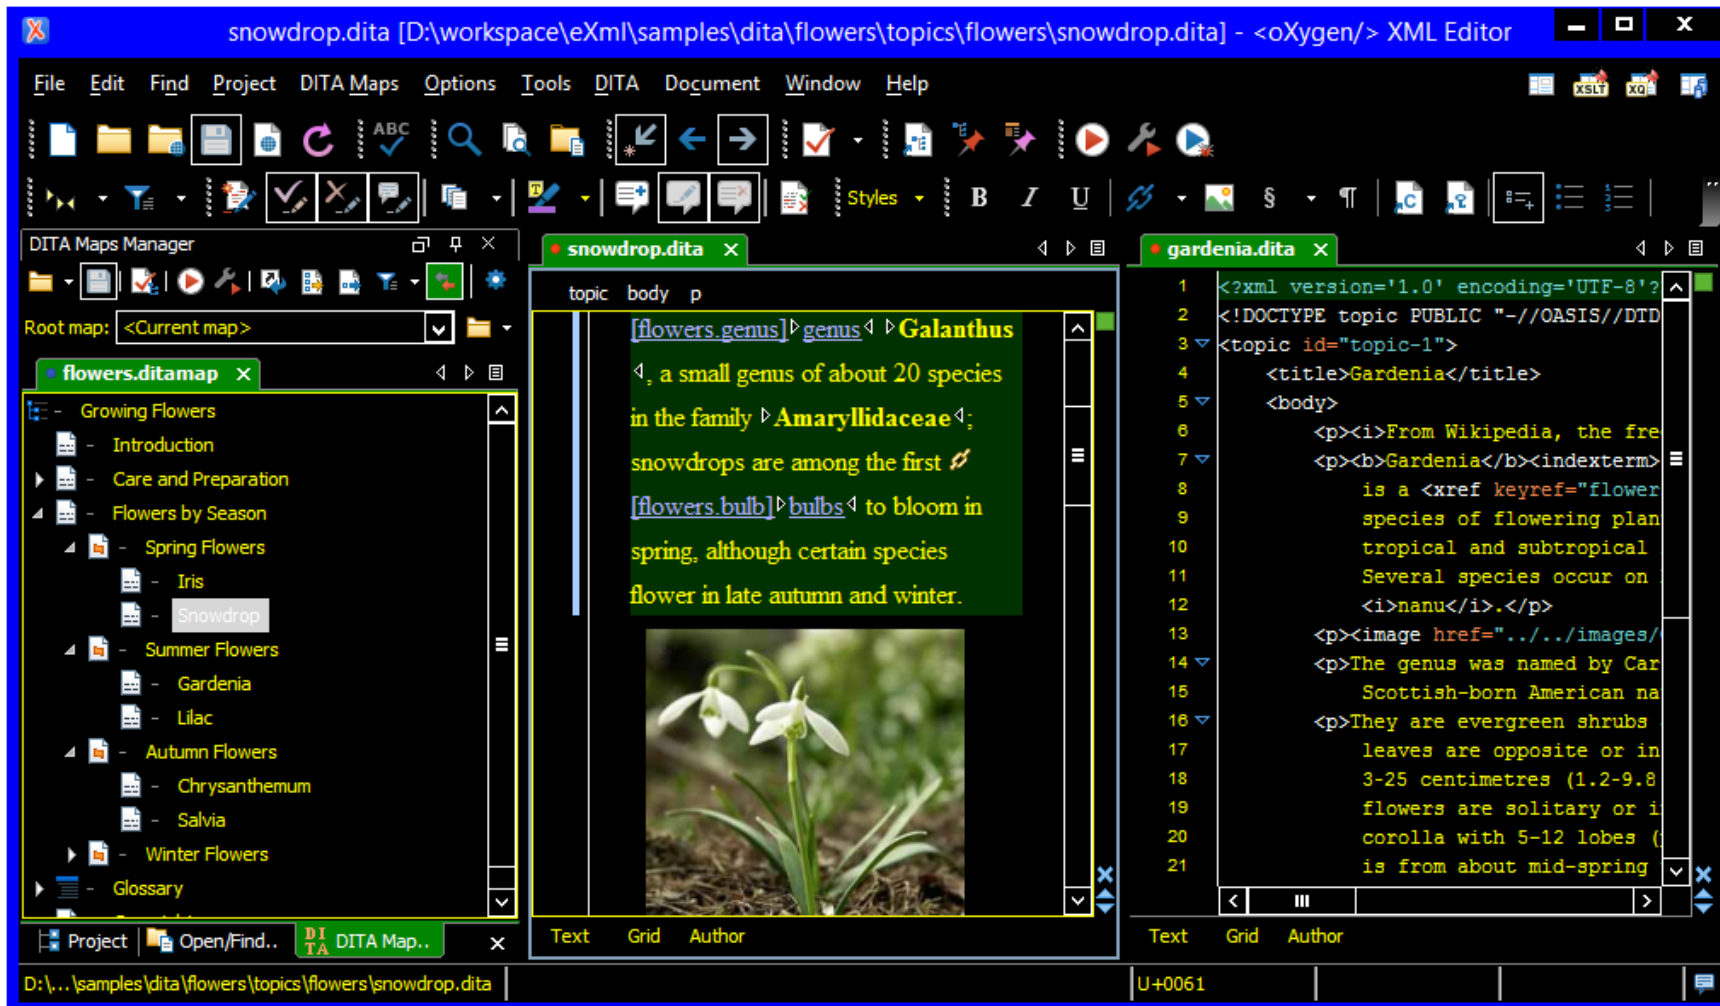 snowdrop.dita [D:\workspace\eXml\samples\dita\flowers\topics\flowers\snowdrop.dita] - <oXygen/> XML Editor
File Edit Find Project DITA Maps Options Tools DITA Document Window Help
XSLT XQ
ABC
T Styles B I U § ¶
DITA Maps Manager
Root map: <Current map>
flowers.ditamap
Growing Flowers
Introduction
Care and Preparation
Flowers by Season
Spring Flowers
Iris
Snowdrop
Summer Flowers
Gardenia
Lilac
Autumn Flowers
Chrysanthemum
Salvia
Winter Flowers
Glossary
Project Open/Find.. DITA DITA Map..
snowdrop.dita
topic body p
[flowers.genus] genus Galanthus
, a small genus of about 20 species
in the family Amaryllidaceae ;
snowdrops are among the first
[flowers.bulb] bulbs to bloom in
spring, although certain species
flower in late autumn and winter.
Text Grid Author
gardenia.dita
1 <?xml version='1.0' encoding='UTF-8'?
2 <!DOCTYPE topic PUBLIC "-//OASIS//DTD
3 <topic id="topic-1">
4 <title>Gardenia</title>
5 <body>
6 <p><i>From Wikipedia, the fre
7 <p><b>Gardenia</b><indexterm>
8 is a <xref keyref="flower
9 species of flowering plan
10 tropical and subtropical
11 Several species occur on
12 <i>nanu</i>.</p>
13 <p><image href="../../images/
14 <p>The genus was named by Car
15 Scottish-born American na
16 <p>They are evergreen shrubs
17 leaves are opposite or in
18 3-25 centimetres (1.2-9.8
19 flowers are solitary or i
20 corolla with 5-12 lobes (
21 is from about mid-spring
Text Grid Author
D:\...\samples\dita\flowers\topics\flowers\snowdrop.dita U+0061